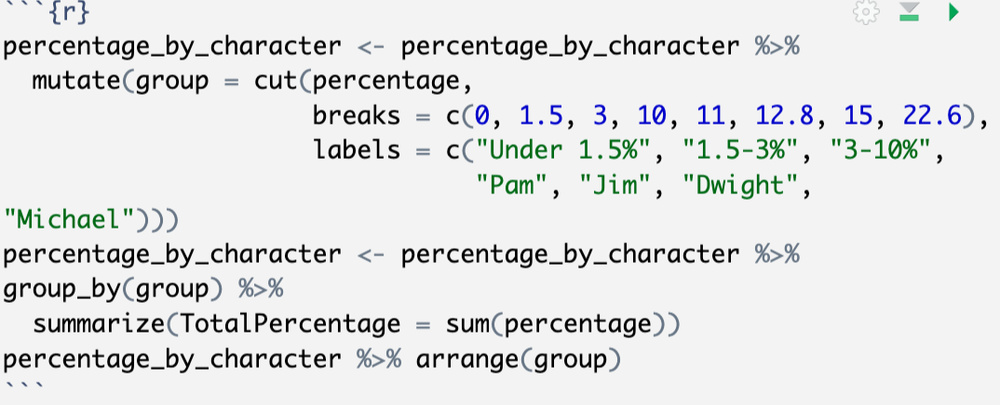 ```{r}
percentage_by_character <- percentage_by_character %>%
  mutate(group = cut(percentage,
                     breaks = c(0, 1.5, 3, 10, 11, 12.8, 15, 22.6),
                     labels = c("Under 1.5%", "1.5-3%", "3-10%",
                                "Pam", "Jim", "Dwight",
"Michael")))
percentage_by_character <- percentage_by_character %>%
group_by(group) %>%
  summarize(TotalPercentage = sum(percentage))
percentage_by_character %>% arrange(group)
```